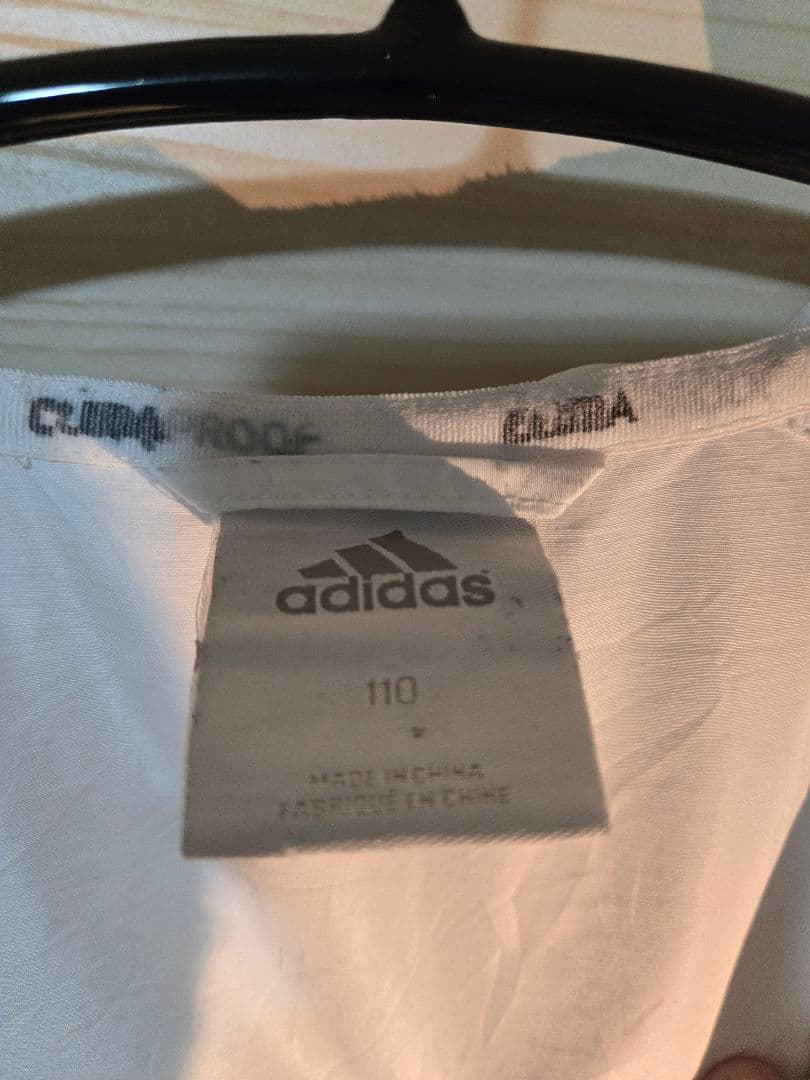 CLIMAPROOF CLIMA
adidas
110
MADE IN CHINA
FABRIQUÉ EN CHINE